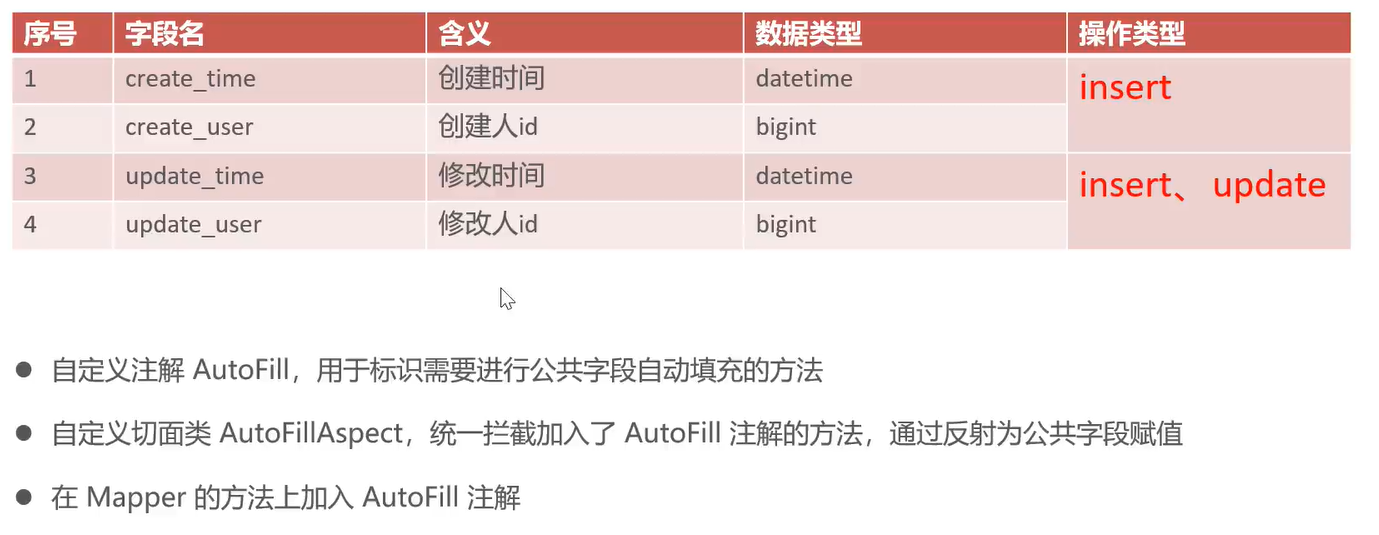 序号 字段名 含义 数据类型 操作类型
1 create_time 创建时间 datetime insert
2 create_user 创建人id bigint
3 update_time 修改时间 datetime insert、 update
4 update_user 修改人id bigint
● 自定义注解 AutoFill，用于标识需要进行公共字段自动填充的方法
● 自定义切面类 AutoFillAspect，统一拦截加入了 AutoFill 注解的方法，通过反射为公共字段赋值
● 在 Mapper 的方法上加入 AutoFill 注解